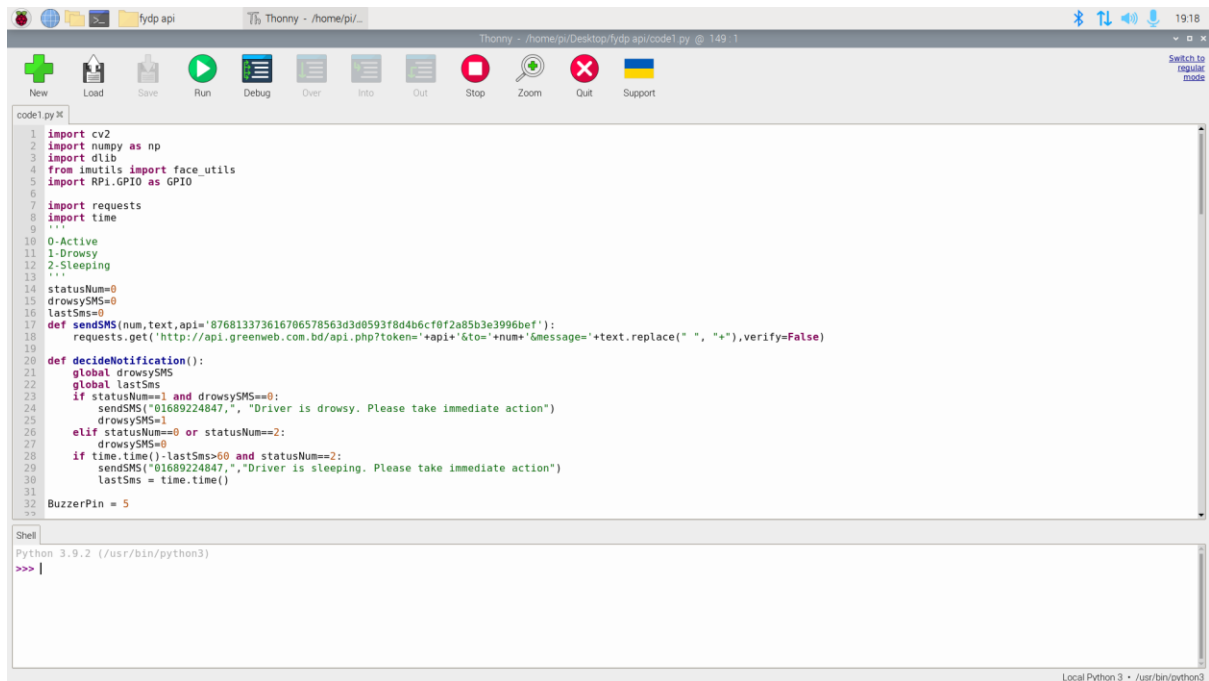 fydp api
Thonny - /home/pi/...
19:18
Thonny - /home/pi/Desktop/fydp api/code1.py @ 149:1
New
Load
Save
Run
Debug
Over
Into
Out
Stop
Zoom
Quit
Support
Switch to
regular
mode
code1.py
1 import cv2
2 import numpy as np
3 import dlib
4 from imutils import face_utils
5 import RPi.GPIO as GPIO
6
7 import requests
8 import time
9 '''
10 0-Active
11 1-Drowsy
12 2-Sleeping
13 '''
14 statusNum=0
15 drowsySMS=0
16 lastSms=0
17 def sendSMS(num,text,api='876813373616706578563d3d0593f8d4b6cf0f2a85b3e3996bef'):
18     requests.get('http://api.greenweb.com.bd/api.php?token='+api+'&to='+num+'&message='+text.replace(" ", "+"),verify=False)
19
20 def decideNotification():
21     global drowsySMS
22     global lastSms
23     if statusNum==1 and drowsySMS==0:
24         sendSMS("01689224847,", "Driver is drowsy. Please take immediate action")
25         drowsySMS=1
26     elif statusNum==0 or statusNum==2:
27         drowsySMS=0
28     if time.time()-lastSms>60 and statusNum==2:
29         sendSMS("01689224847,","Driver is sleeping. Please take immediate action")
30         lastSms = time.time()
31
32 BuzzerPin = 5
Shell
Python 3.9.2 (/usr/bin/python3)
>>>
Local Python 3 • /usr/bin/python3